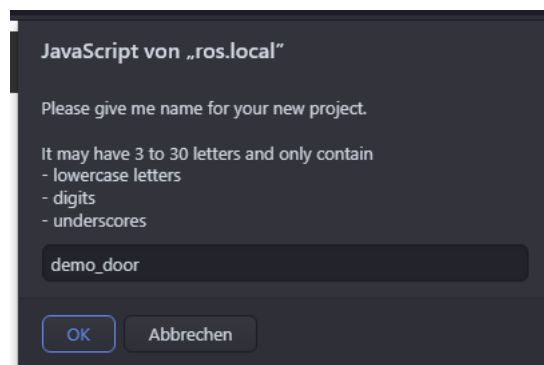 JavaScript von „ros.local“
Please give me name for your new project.
It may have 3 to 30 letters and only contain
- lowercase letters
- digits
- underscores
demo_door
OK
Abbrechen